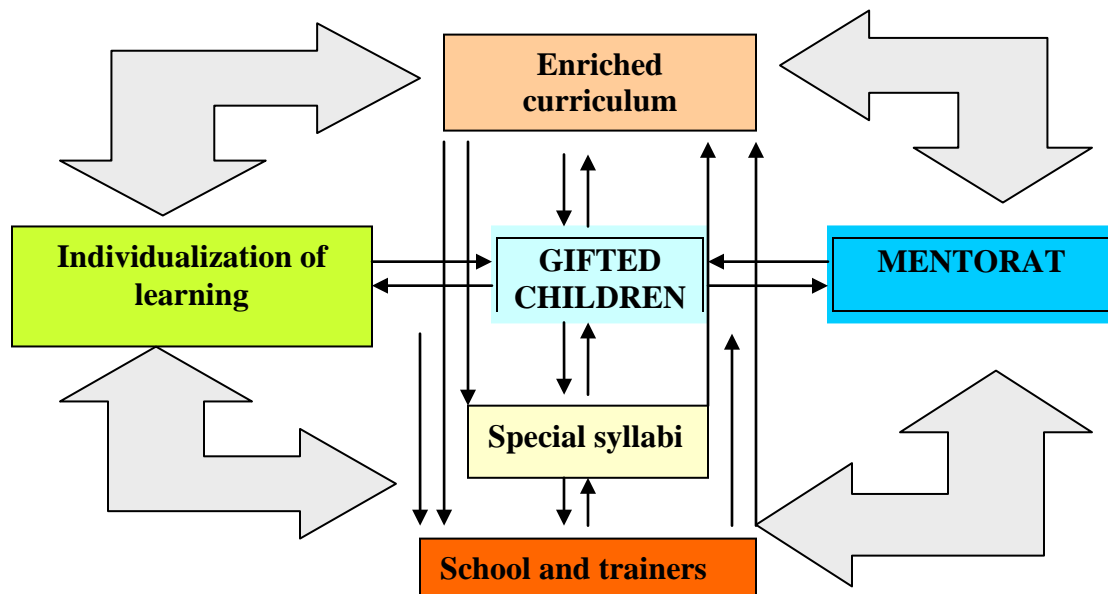 Enriched
curriculum
Individualization of
learning
GIFTED
CHILDREN
MENTORAT
Special syllabi
School and trainers